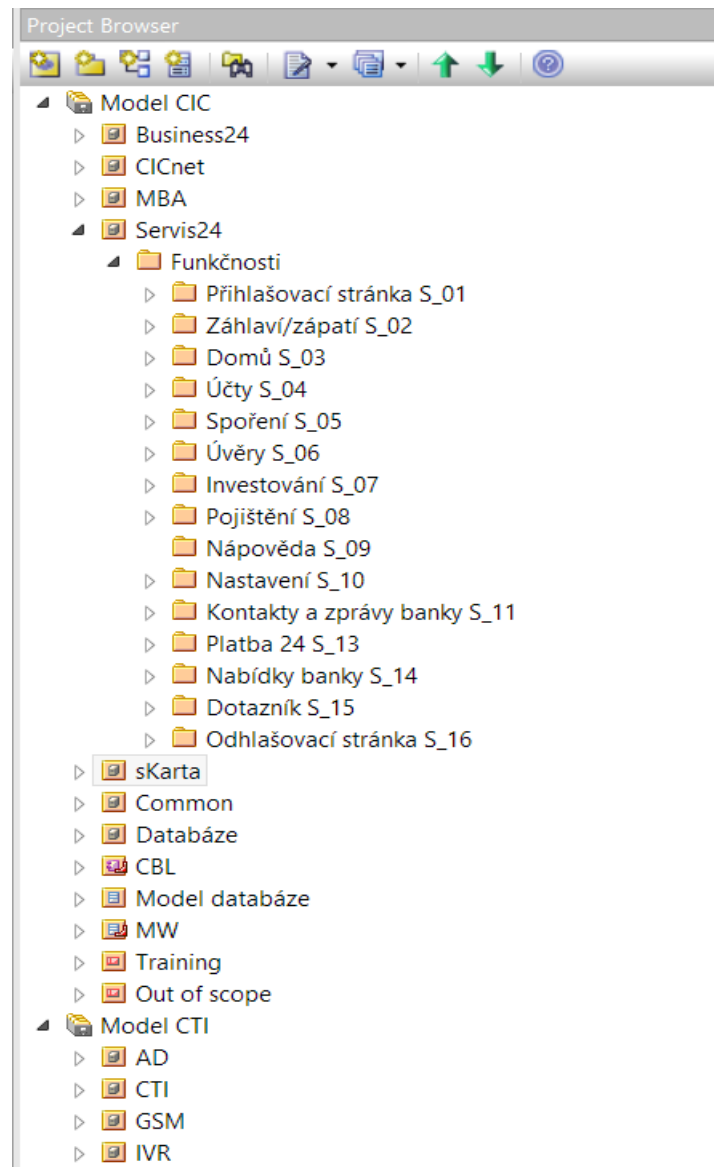 Project Browser
Model CIC
Business24
CICnet
MBA
Servis24
Funkčnosti
Přihlašovací stránka S_01
Záhlaví/zápatí S_02
Domů S_03
Účty S_04
Spoření S_05
Úvěry S_06
Investování S_07
Pojištění S_08
Nápověda S_09
Nastavení S_10
Kontakty a zprávy banky S_11
Platba 24 S_13
Nabídky banky S_14
Dotazník S_15
Odhlašovací stránka S_16
sKarta
Common
Databáze
CBL
Model databáze
MW
Training
Out of scope
Model CTI
AD
CTI
GSM
IVR